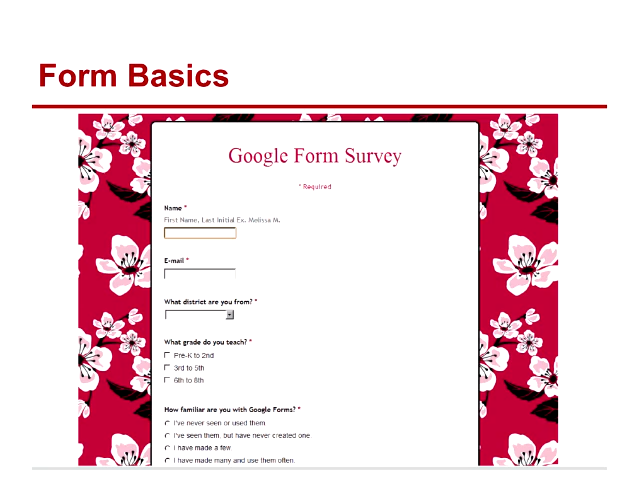 Form Basics
Google Form Survey
* Required
Name *
First Name, Last Initial Ex. Melissa M.
E-mail *
What district are you from? *
What grade do you teach? *
Pre-K to 2nd
3rd to 5th
6th to 8th
How familiar are you with Google Forms? *
I've never seen or used them
I've seen them, but have never created one
I have made a few.
I have made many and use them often.